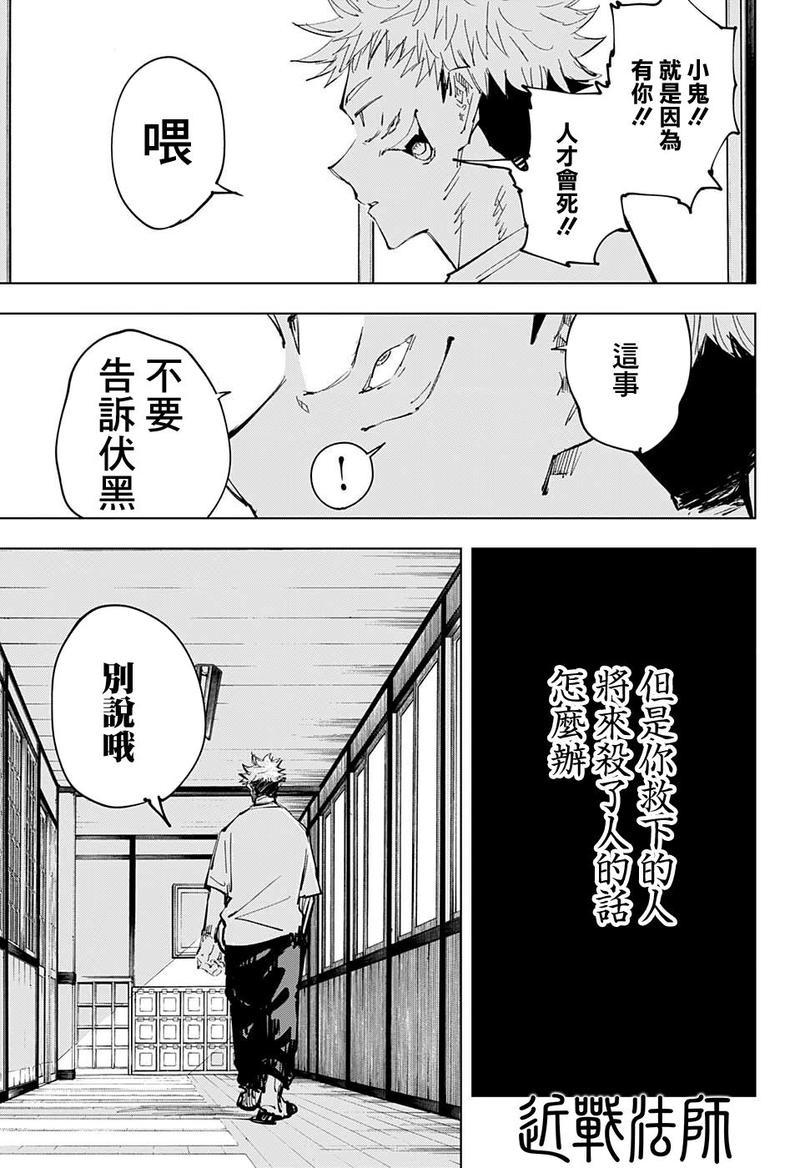 小鬼!!
就是因為
有你!!
人才會死!!
喂
這事
!
不要
告訴伏黑
但是你救下的人
將來殺了人的話
怎麼辦
別說哦
近戰法師